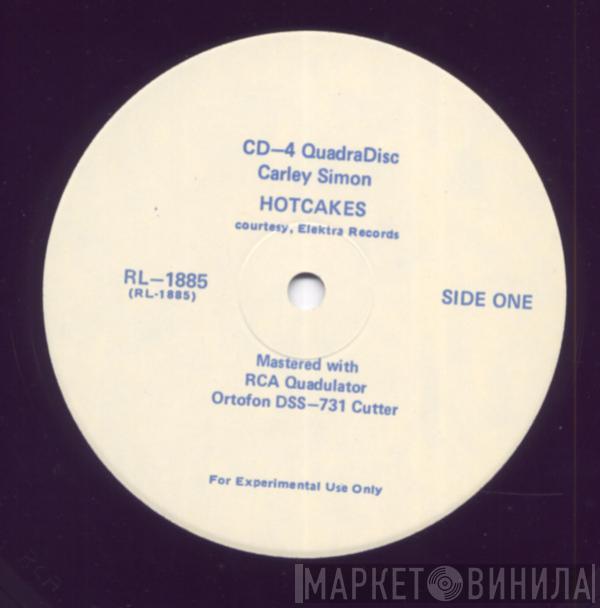 CD—4 QuadraDisc
Carley Simon
HOTCAKES
courtesy, Elektra Records
RL—1885
(RL-1885)
SIDE ONE
Mastered with
RCA Quadulator
Ortofon DSS—731 Cutter
For Experimental Use Only
RCA
МАРКЕТ ВИНИЛА